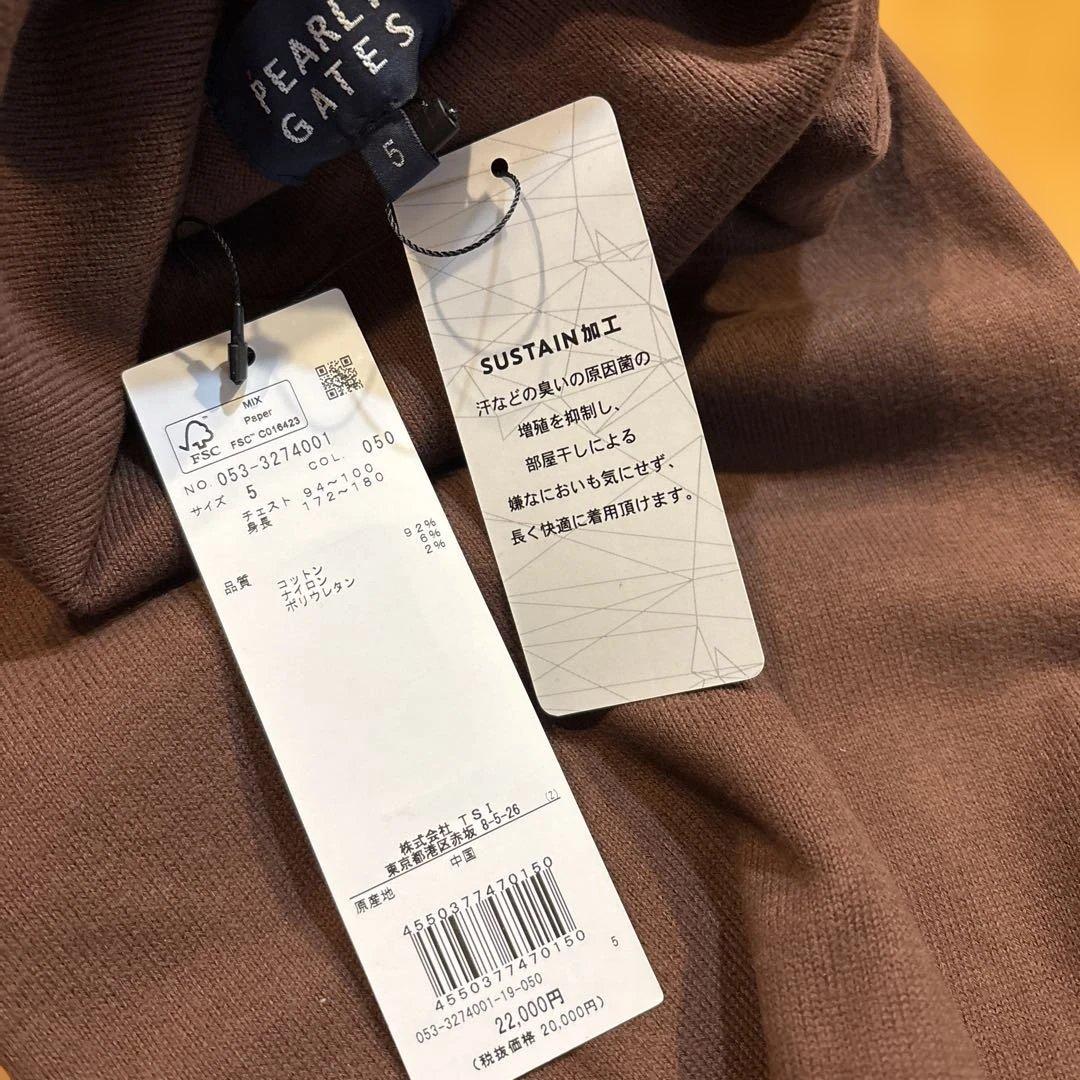 PEARLY
GATES
5
MIX
Paper
FSC™ C016423
FSC
NO. 053-3274001
COL. 050
サイズ 5
チェスト 94～100
身長 172～180
92%
6%
2%
品質 コットン
ナイロン
ポリウレタン
株式会社 TSI
東京都港区赤坂 8-5-26 (Z)
原産地 中国
4550377470150
4550377470150
5
053-3274001-19-050
22,000円
(税抜価格 20,000円)
SUSTAIN加工
汗などの臭いの原因菌の
増殖を抑制し、
部屋干しによる
嫌なにおいも気にせず、
長く快適に着用頂けます。